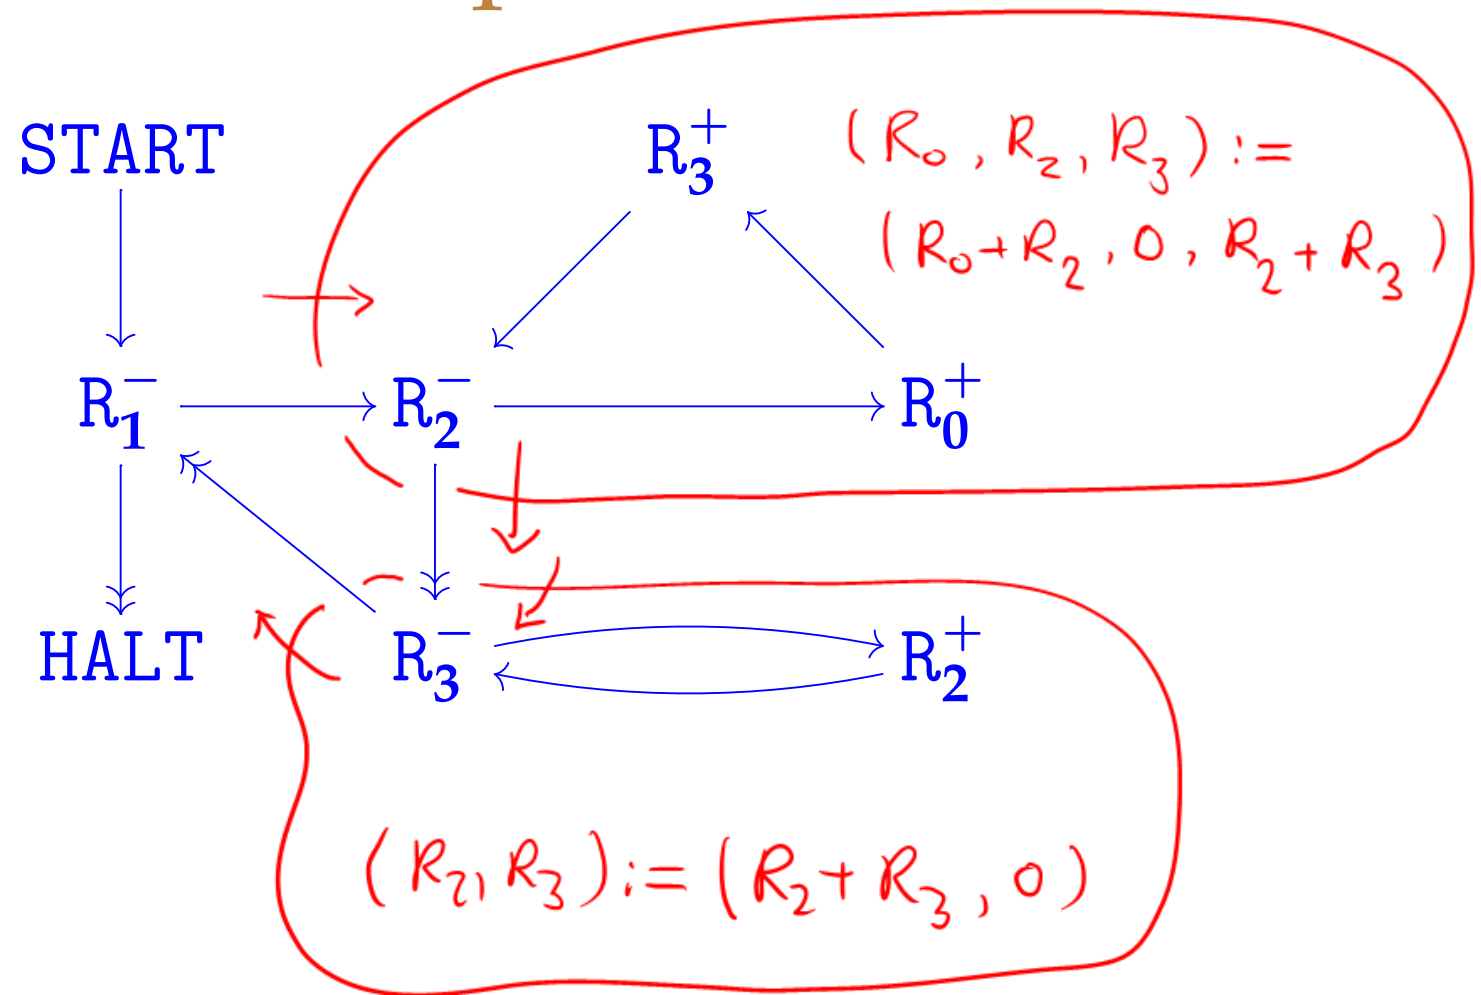 START
R₃⁺
(R₀, R₂, R₃) :=
(R₀+R₂, 0, R₂+R₃)
R₁⁻ R₂⁻ R₀⁺
HALT R₃⁻ R₂⁺
(R₂, R₃) := (R₂+R₃, 0)